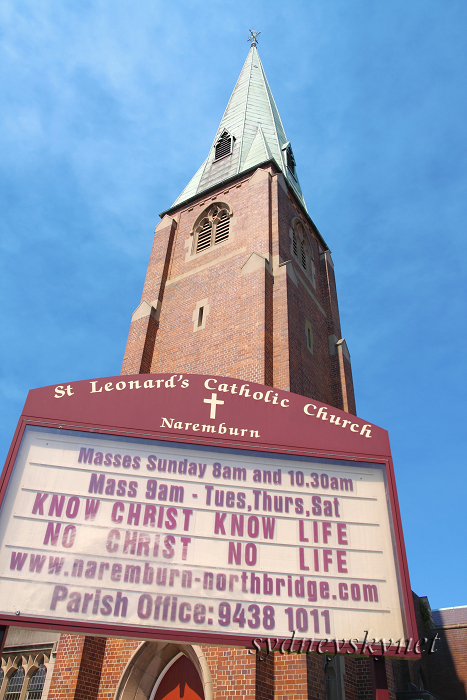 St Leonard's Catholic Church
Naremburn
Masses Sunday 8am and 10.30am
Mass 9am - Tues,Thurs,Sat
KNOW CHRIST KNOW LIFE
NO CHRIST NO LIFE
www.naremburn-northbridge.com
Parish Office: 9438 1011
sydneysky.net